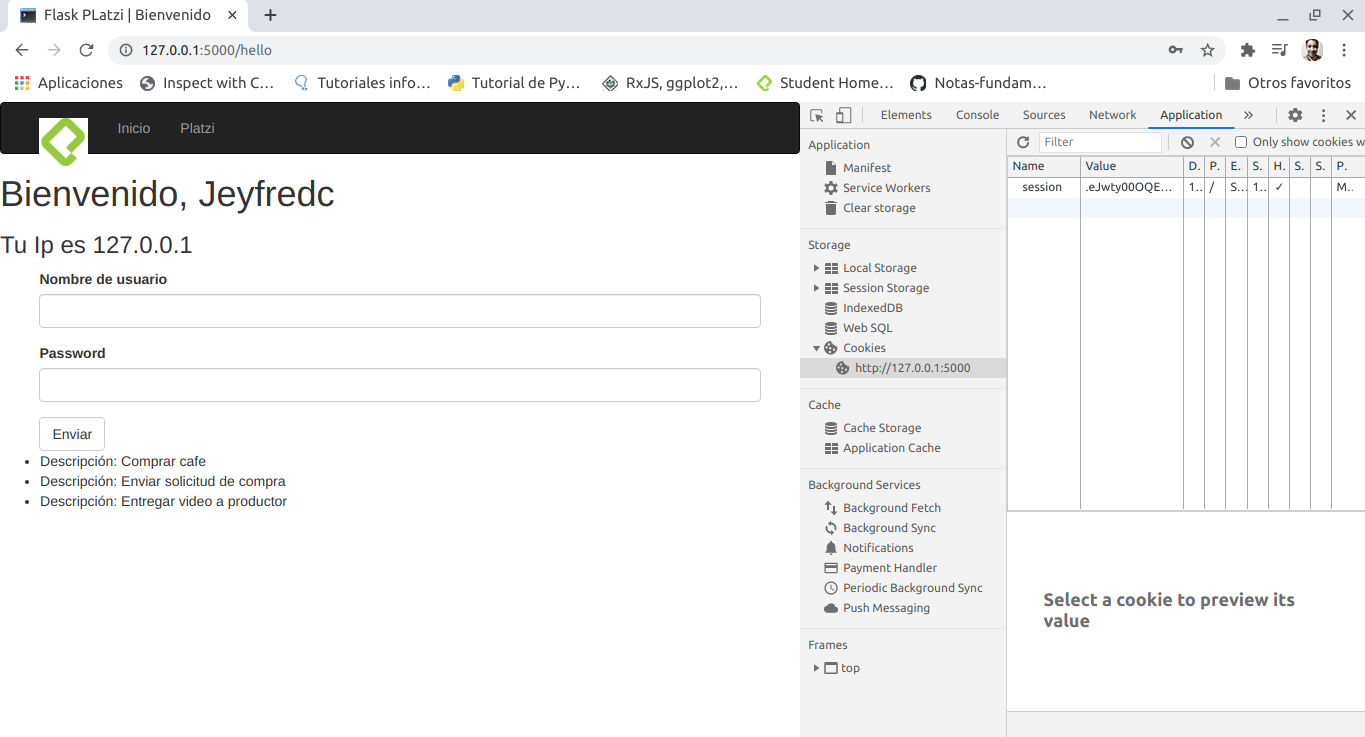 Flask PLatzi | Bienvenido
127.0.0.1:5000/hello
Aplicaciones Inspect with C... Tutoriales info... Tutorial de Py... RxJS, ggplot2,... Student Home... Notas-fundam... Otros favoritos
Inicio Platzi
Bienvenido, Jeyfredc
Tu Ip es 127.0.0.1
Nombre de usuario
Password
Enviar
• Descripción: Comprar cafe
• Descripción: Enviar solicitud de compra
• Descripción: Entregar video a productor
Elements Console Sources Network Application »
Application
Manifest
Service Workers
Clear storage
Storage
Local Storage
Session Storage
IndexedDB
Web SQL
Cookies
http://127.0.0.1:5000
Cache
Cache Storage
Application Cache
Background Services
Background Fetch
Background Sync
Notifications
Payment Handler
Periodic Background Sync
Push Messaging
Frames
top
Filter Only show cookies w
Name Value D. P. E. S. H. S. S. P.
session .eJwty00OQE... 1... / S... 1... ✓ M...
Select a cookie to preview its
value